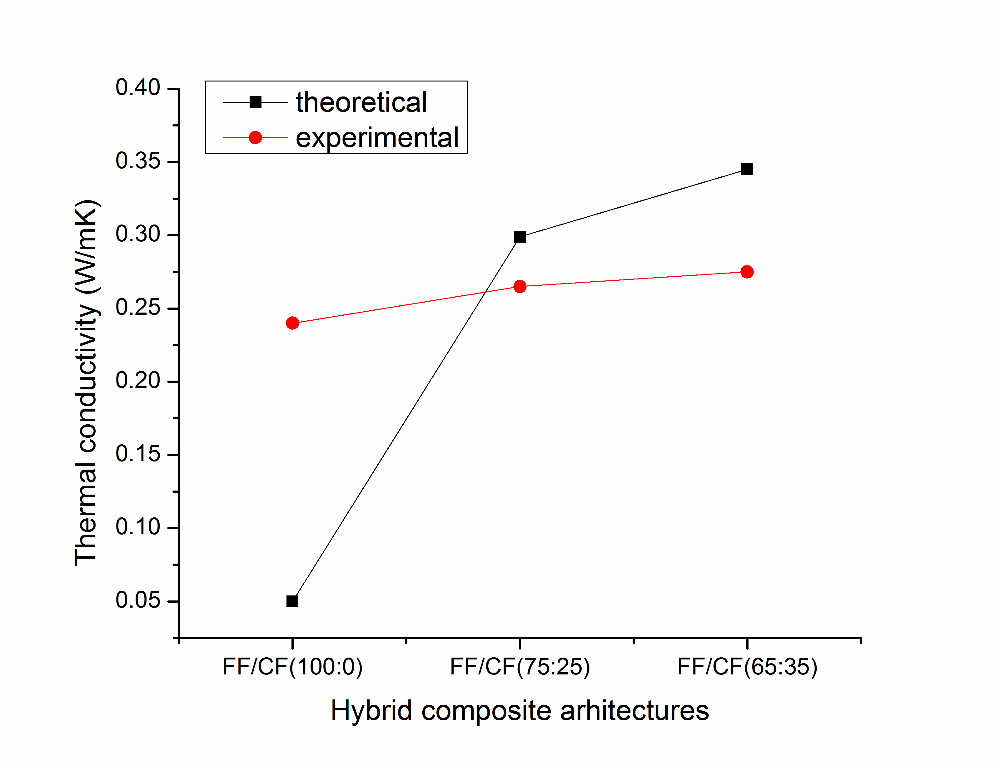 theoretical
experimental
0.40
0.35
0.30
0.25
0.20
0.15
0.10
0.05
Thermal conductivity (W/mK)
FF/CF(100:0) FF/CF(75:25) FF/CF(65:35)
Hybrid composite arhitectures